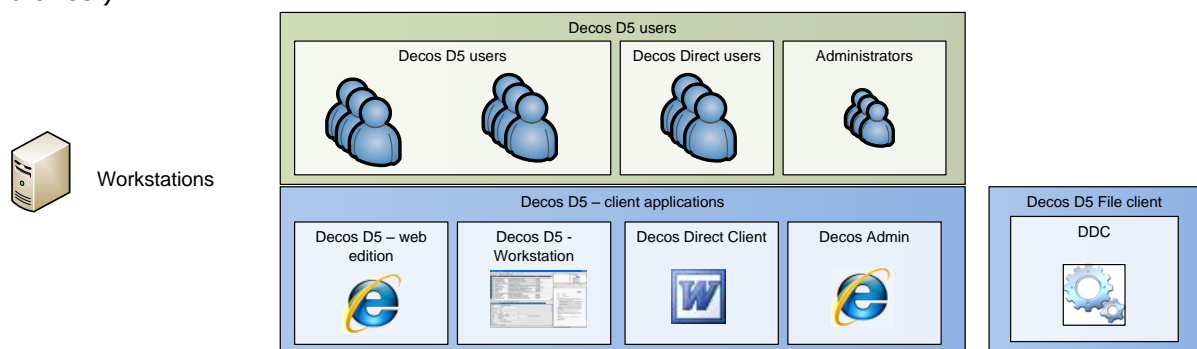 Decos D5 users
Decos D5 users
Decos Direct users
Administrators
Workstations
Decos D5 – client applications
Decos D5 – web
edition
Decos D5 -
Workstation
Decos Direct Client
Decos Admin
Decos D5 File client
DDC